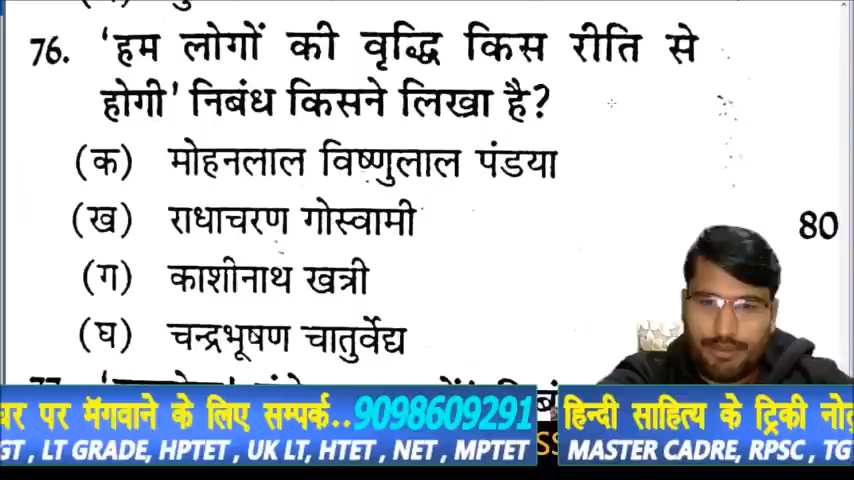 76. 'हम लोगों की वृद्धि किस रीति से
होगी' निबंध किसने लिखा है?
(क) मोहनलाल विष्णुलाल पंडया
(ख) राधाचरण गोस्वामी
80
(ग) काशीनाथ खत्री
(घ) चन्द्रभूषण चातुर्वेद्य
पर मॅगवाने के लिए सम्पर्क..9098609291
हिन्दी साहित्य के ट्रिकी
GT , LT GRADE, HPTET , UK LT, HTET , NET , MPTET
MASTER CADRE, RPSC , TG